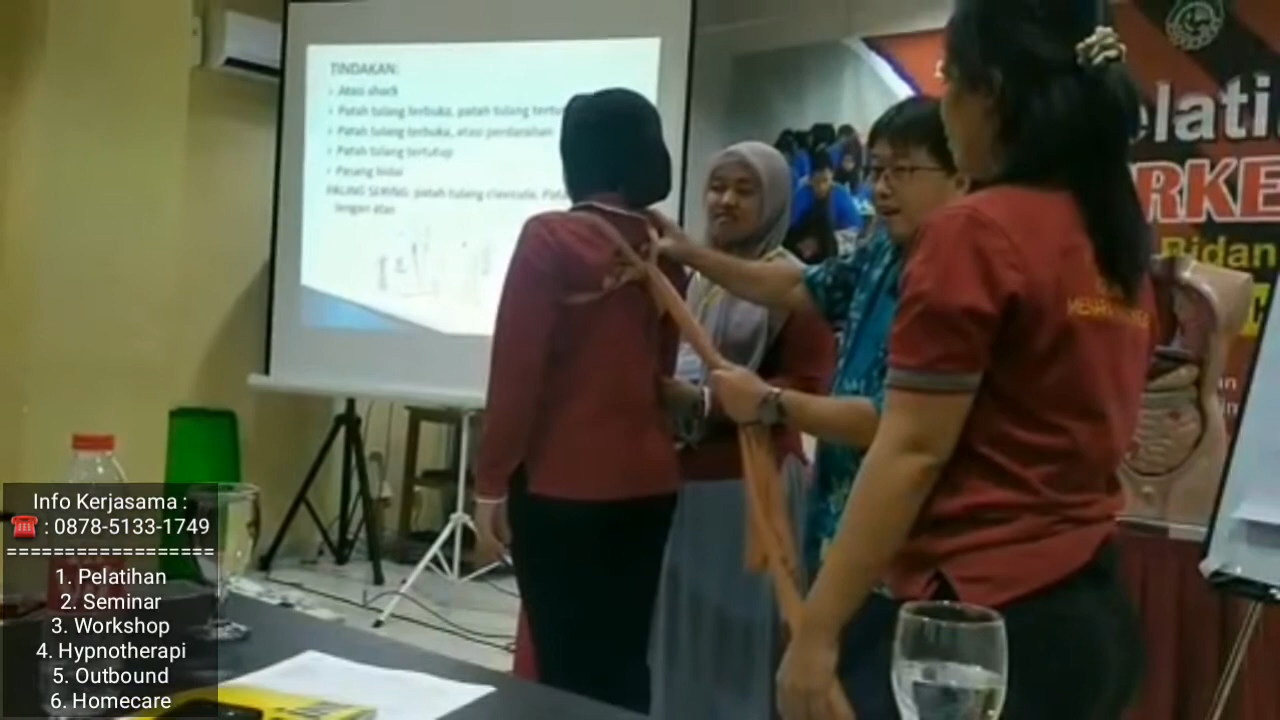 TINDAKAN:
Atasi shock
Patah tulang terbuka, patah tulang
Patah tulang terbuka, atasi perdarahan
Patah tulang tertutup
Pasang bidai
PALING SERING: patah tulang clavicula,
lengan atas
elati
RKE
Bidan
Info Kerjasama :
☎ : 0878-5133-1749
==================
1. Pelatihan
2. Seminar
3. Workshop
4. Hypnotherapi
5. Outbound
6. Homecare